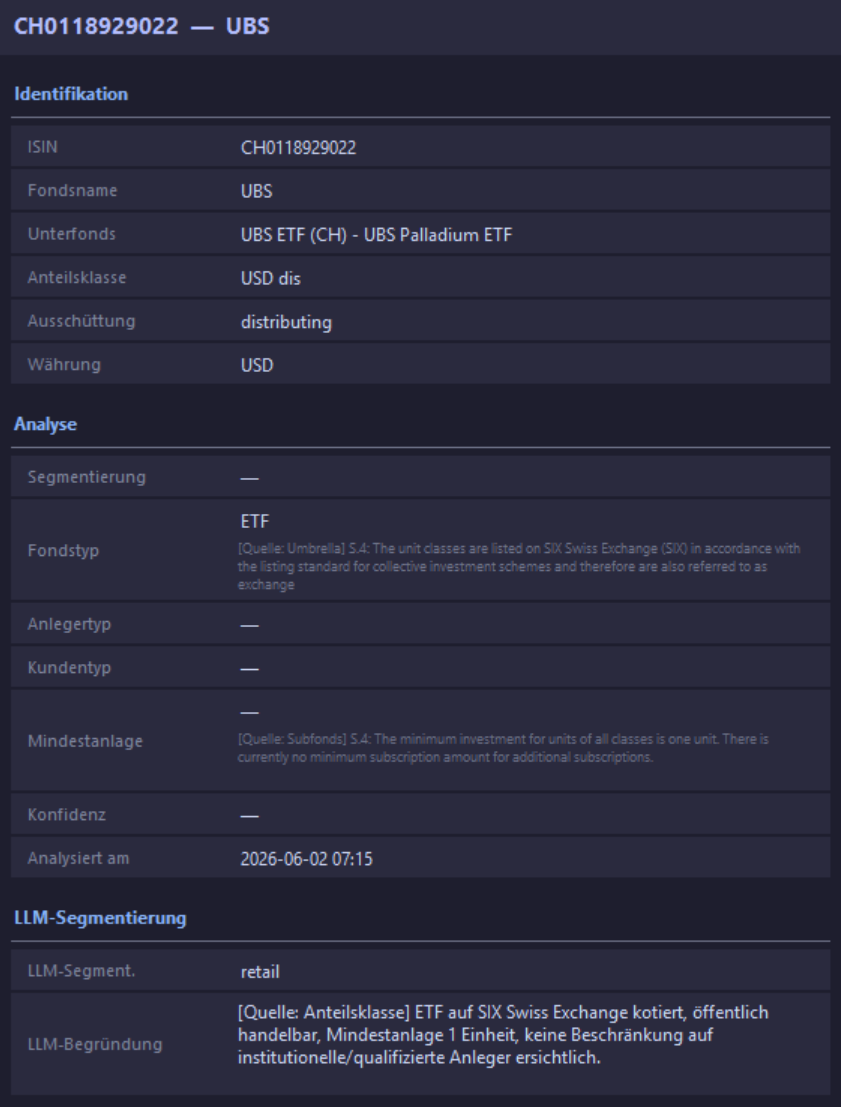 CH0118929022 — UBS
Identifikation
ISIN CH0118929022
Fondsname UBS
Unterfonds UBS ETF (CH) - UBS Palladium ETF
Anteilsklasse USD dis
Ausschüttung distributing
Währung USD
Analyse
Segmentierung —
Fondstyp ETF
[Quelle: Umbrella] S.4: The unit classes are listed on SIX Swiss Exchange (SIX) in accordance with
the listing standard for collective investment schemes and therefore are also referred to as
exchange
Anlegertyp —
Kundentyp —
Mindestanlage —
[Quelle: Subfonds] S.4: The minimum investment for units of all classes is one unit. There is
currently no minimum subscription amount for additional subscriptions.
Konfidenz —
Analysiert am 2026-06-02 07:15
LLM-Segmentierung
LLM-Segment. retail
LLM-Begründung [Quelle: Anteilsklasse] ETF auf SIX Swiss Exchange kotiert, öffentlich
handelbar, Mindestanlage 1 Einheit, keine Beschränkung auf
institutionelle/qualifizierte Anleger ersichtlich.